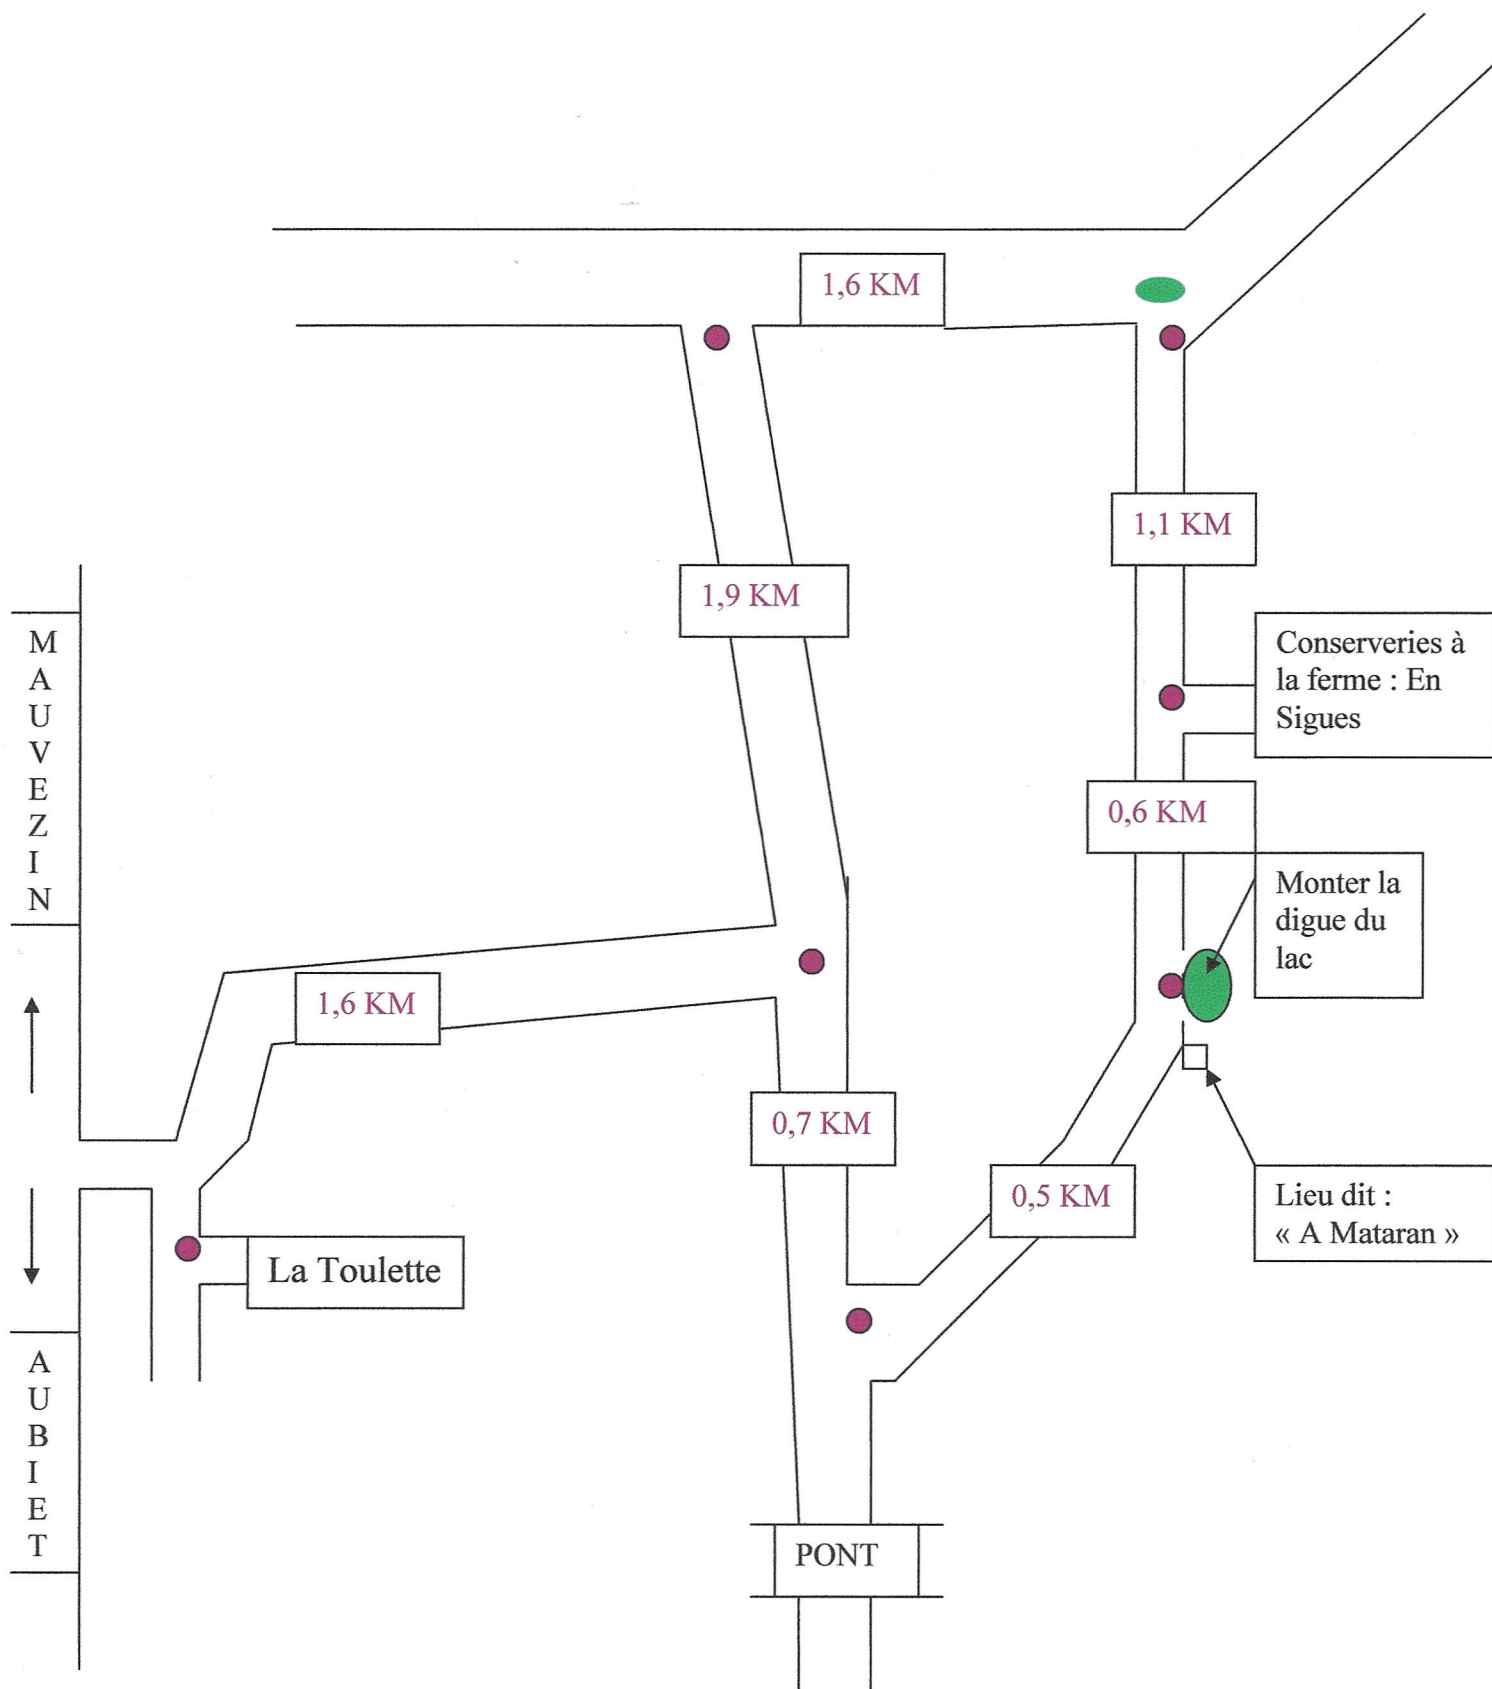 1,6 KM
1,1 KM
1,9 KM
M
A
U
V
E
Z
I
N
Conserveries à
la ferme : En
Sigues
0,6 KM
Monter la
digue du
lac
1,6 KM
0,7 KM
0,5 KM
Lieu dit :
« A Mataran »
La Toulette
A
U
B
I
E
T
PONT